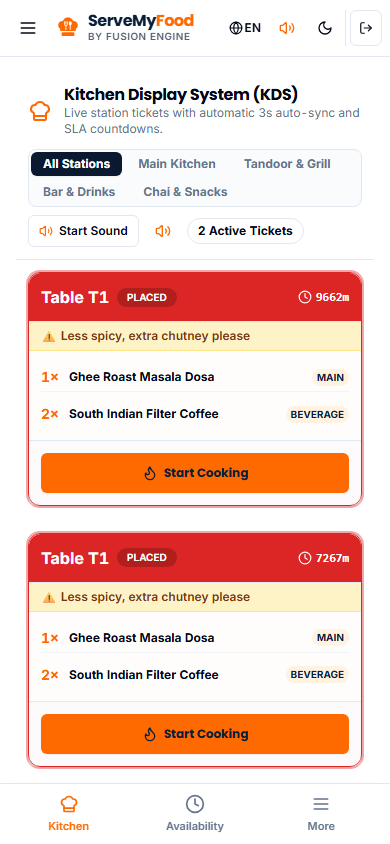 ServeMyFood
BY FUSION ENGINE
EN
Kitchen Display System (KDS)
Live station tickets with automatic 3s auto-sync and
SLA countdowns.
All Stations
Main Kitchen
Tandoor & Grill
Bar & Drinks
Chai & Snacks
Start Sound
2 Active Tickets
Table T1 PLACED 9662m
Less spicy, extra chutney please
1× Ghee Roast Masala Dosa MAIN
2× South Indian Filter Coffee BEVERAGE
Start Cooking
Table T1 PLACED 7267m
Less spicy, extra chutney please
1× Ghee Roast Masala Dosa MAIN
2× South Indian Filter Coffee BEVERAGE
Start Cooking
Kitchen
Availability
More